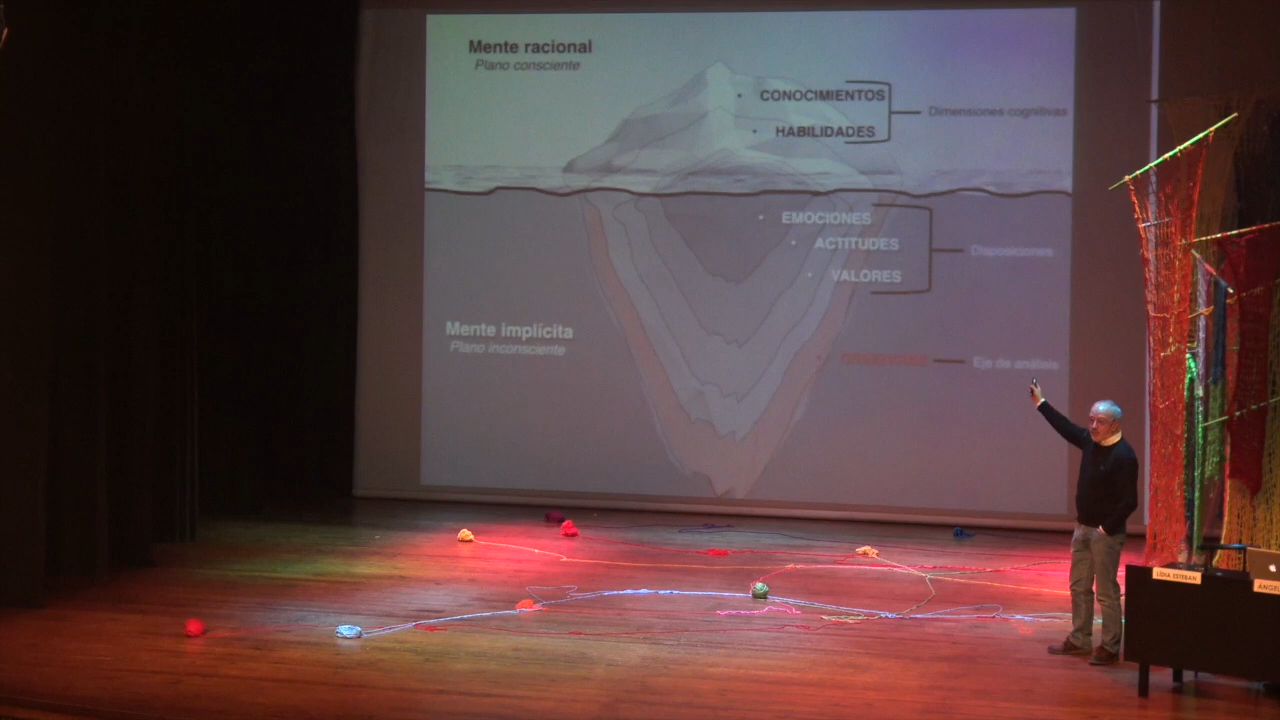 Mente racional
Plano consciente
CONOCIMIENTOS
HABILIDADES
Dimensiones cognitivas
EMOCIONES
ACTITUDES
VALORES
Disposiciones
Mente implícita
Plano inconsciente
Eje de análisis
LÍDIA ESTEBAN